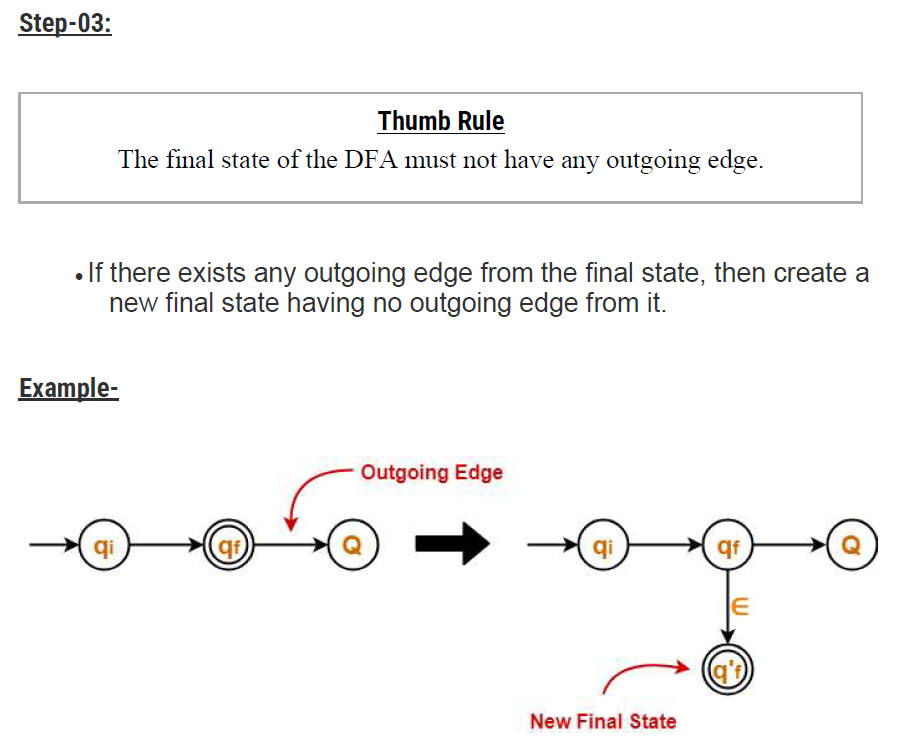 Step-03:
Thumb Rule
The final state of the DFA must not have any outgoing edge.
• If there exists any outgoing edge from the final state, then create a
new final state having no outgoing edge from it.
Example-
Outgoing Edge
qi qf Q qi qf Q
∈
q'f
New Final State